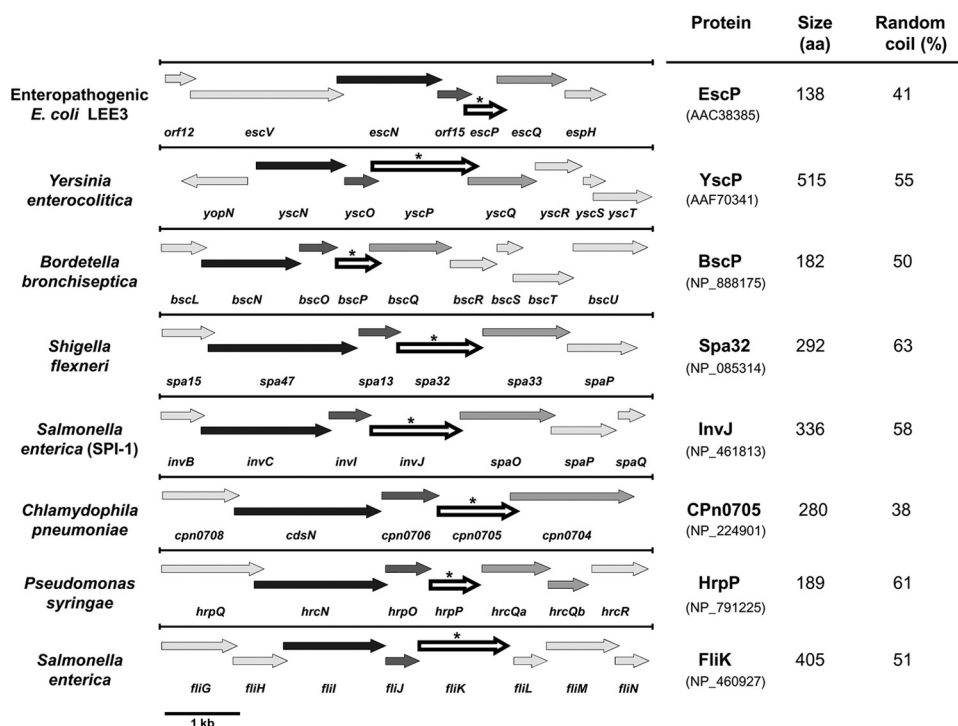 Protein Size Random
(aa) coil (%)
Enteropathogenic
E. coli LEE3
*
orf12 escV escN orf15 escP escQ espH
EscP 138 41
(AAC38385)
Yersinia
enterocolitica
*
yopN yscN yscO yscP yscQ yscR yscS yscT
YscP 515 55
(AAF70341)
Bordetella
bronchiseptica
*
bscL bscN bscO bscP bscQ bscR bscS bscT bscU
BscP 182 50
(NP_888175)
Shigella
flexneri
*
spa15 spa47 spa13 spa32 spa33 spaP
Spa32 292 63
(NP_085314)
Salmonella
enterica (SPI-1)
*
invB invC invI invJ spaO spaP spaQ
InvJ 336 58
(NP_461813)
Chlamydophila
pneumoniae
*
cpn0708 cdsN cpn0706 cpn0705 cpn0704
CPn0705 280 38
(NP_224901)
Pseudomonas
syringae
*
hrpQ hrcN hrpO hrpP hrcQa hrcQb hrcR
HrpP 189 61
(NP_791225)
Salmonella
enterica
*
fliG fliH fliI fliJ fliK fliL fliM fliN
FliK 405 51
(NP_460927)
1 kb